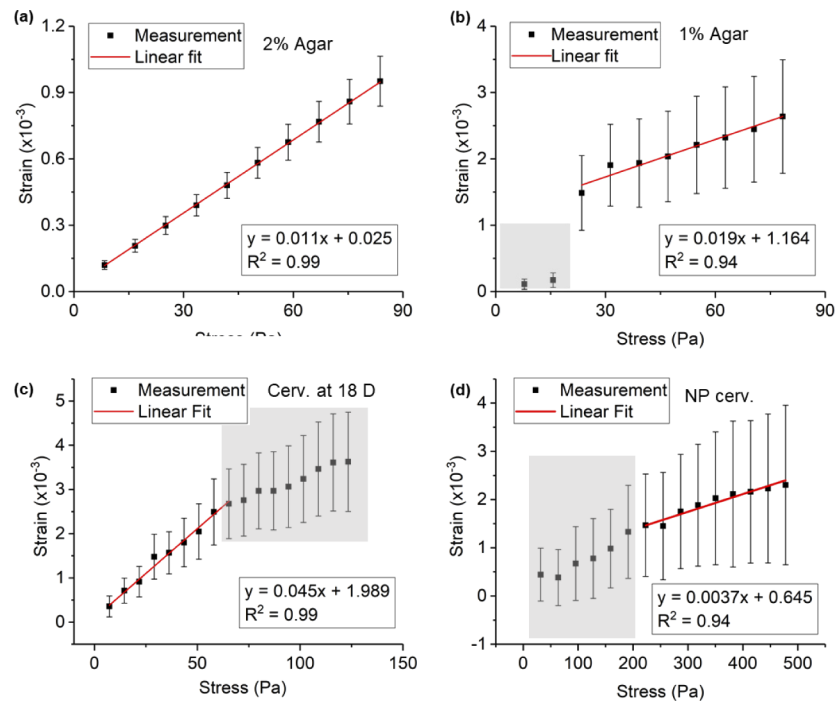 (a)
Measurement
Linear fit
2% Agar
1.2
0.9
0.6
0.3
0.0
Strain (x10⁻³)
y = 0.011x + 0.025
R² = 0.99
0 30 60 90
Stress (Pa)
(b)
Measurement
Linear fit
1% Agar
4
3
2
1
0
Strain (x10⁻³)
y = 0.019x + 1.164
R² = 0.94
0 30 60 90
Stress (Pa)
(c)
Measurement
Linear Fit
Cerv. at 18 D
5
4
3
2
1
0
Strain (x10⁻³)
y = 0.045x + 1.989
R² = 0.99
0 50 100 150
Stress (Pa)
(d)
Measurement
Linear Fit
NP cerv.
4
3
2
1
0
-1
Strain (x10⁻³)
y = 0.0037x + 0.645
R² = 0.94
0 100 200 300 400 500
Stress (Pa)